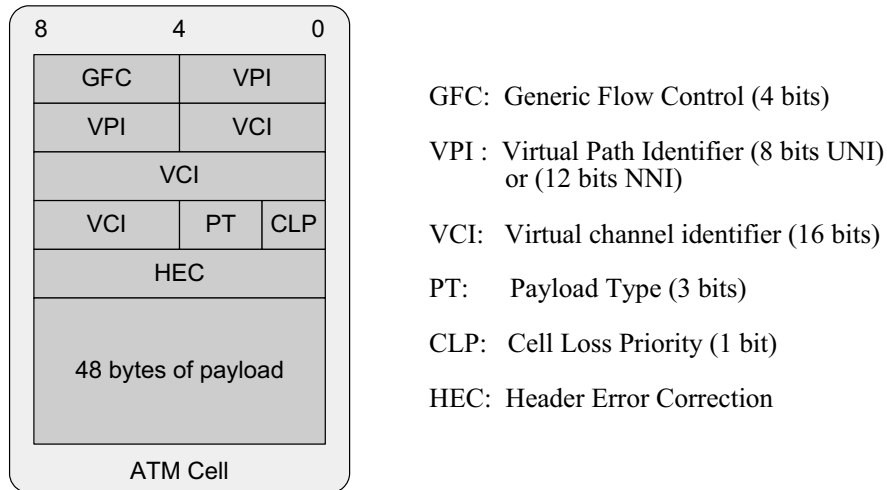 8 4 0
GFC VPI
VPI VCI
VCI
VCI PT CLP
HEC
48 bytes of payload
ATM Cell
GFC: Generic Flow Control (4 bits)
VPI : Virtual Path Identifier (8 bits UNI)
or (12 bits NNI)
VCI: Virtual channel identifier (16 bits)
PT: Payload Type (3 bits)
CLP: Cell Loss Priority (1 bit)
HEC: Header Error Correction